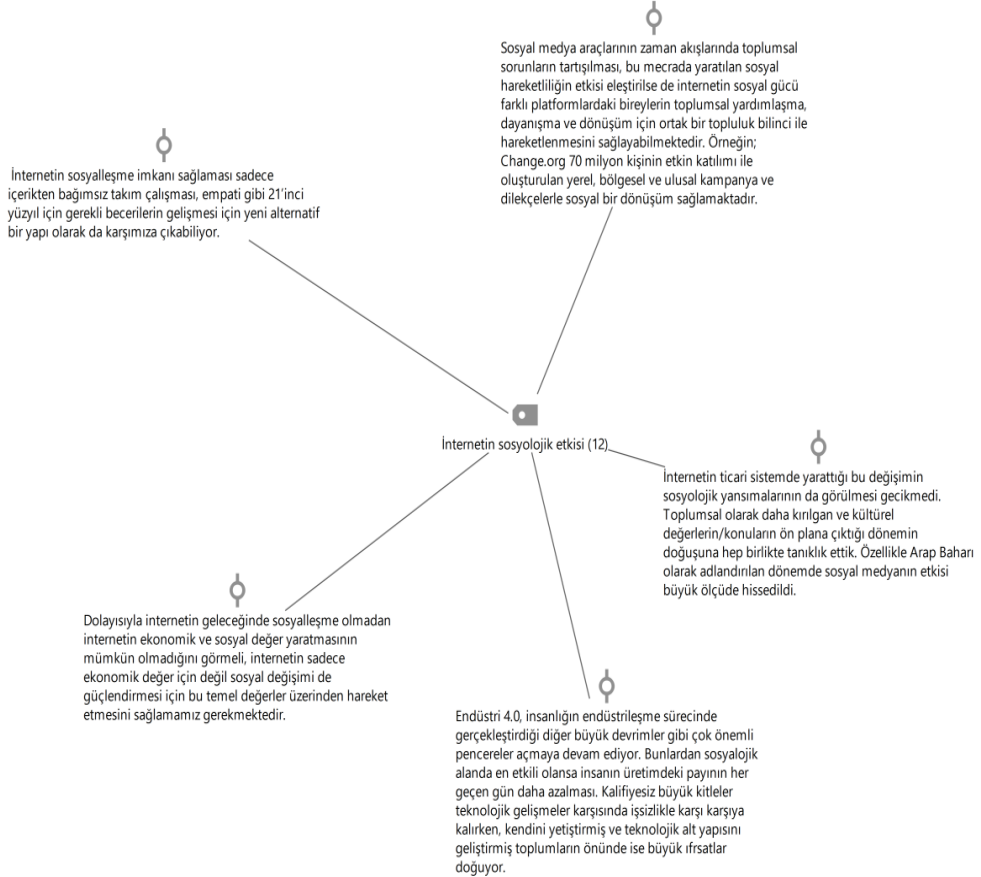 Sosyal medya araçlarının zaman akışlarında toplumsal
sorunların tartışılması, bu mecrada yaratılan sosyal
hareketliliğin etkisi eleştirilse de internetin sosyal gücü
farklı platformlardaki bireylerin toplumsal yardımlaşma,
dayanışma ve dönüşüm için ortak bir topluluk bilinci ile
hareketlenmesini sağlayabilmektedir. Örneğin;
Change.org 70 milyon kişinin etkin katılımı ile
oluşturulan yerel, bölgesel ve ulusal kampanya ve
dilekçelerle sosyal bir dönüşüm sağlamaktadır.
İnternetin sosyalleşme imkanı sağlaması sadece
içerikten bağımsız takım çalışması, empati gibi 21'inci
yüzyıl için gerekli becerilerin gelişmesi için yeni alternatif
bir yapı olarak da karşımıza çıkabiliyor.
İnternetin sosyolojik etkisi (12)
İnternetin ticari sistemde yarattığı bu değişimin
sosyolojik yansımalarının da görülmesi gecikmedi.
Toplumsal olarak daha kırılgan ve kültürel
değerlerin/konuların ön plana çıktığı dönemin
doğuşuna hep birlikte tanıklık ettik. Özellikle Arap Baharı
olarak adlandırılan dönemde sosyal medyanın etkisi
büyük ölçüde hissedildi.
Dolayısıyla internetin geleceğinde sosyalleşme olmadan
internetin ekonomik ve sosyal değer yaratmasının
mümkün olmadığını görmeli, internetin sadece
ekonomik değer için değil sosyal değişimi de
güçlendirmesi için bu temel değerler üzerinden hareket
etmesini sağlamamız gerekmektedir.
Endüstri 4.0, insanlığın endüstrileşme sürecinde
gerçekleştirdiği diğer büyük devrimler gibi çok önemli
pencereler açmaya devam ediyor. Bunlardan sosyalojik
alanda en etkili olansa insanın üretimdeki payının her
geçen gün daha azalması. Kalifiyesiz büyük kitleler
teknolojik gelişmeler karşısında işsizlikle karşı karşıya
kalırken, kendini yetiştirmiş ve teknolojik alt yapısını
geliştirmiş toplumların önünde ise büyük ıfrsatlar
doğuyor.